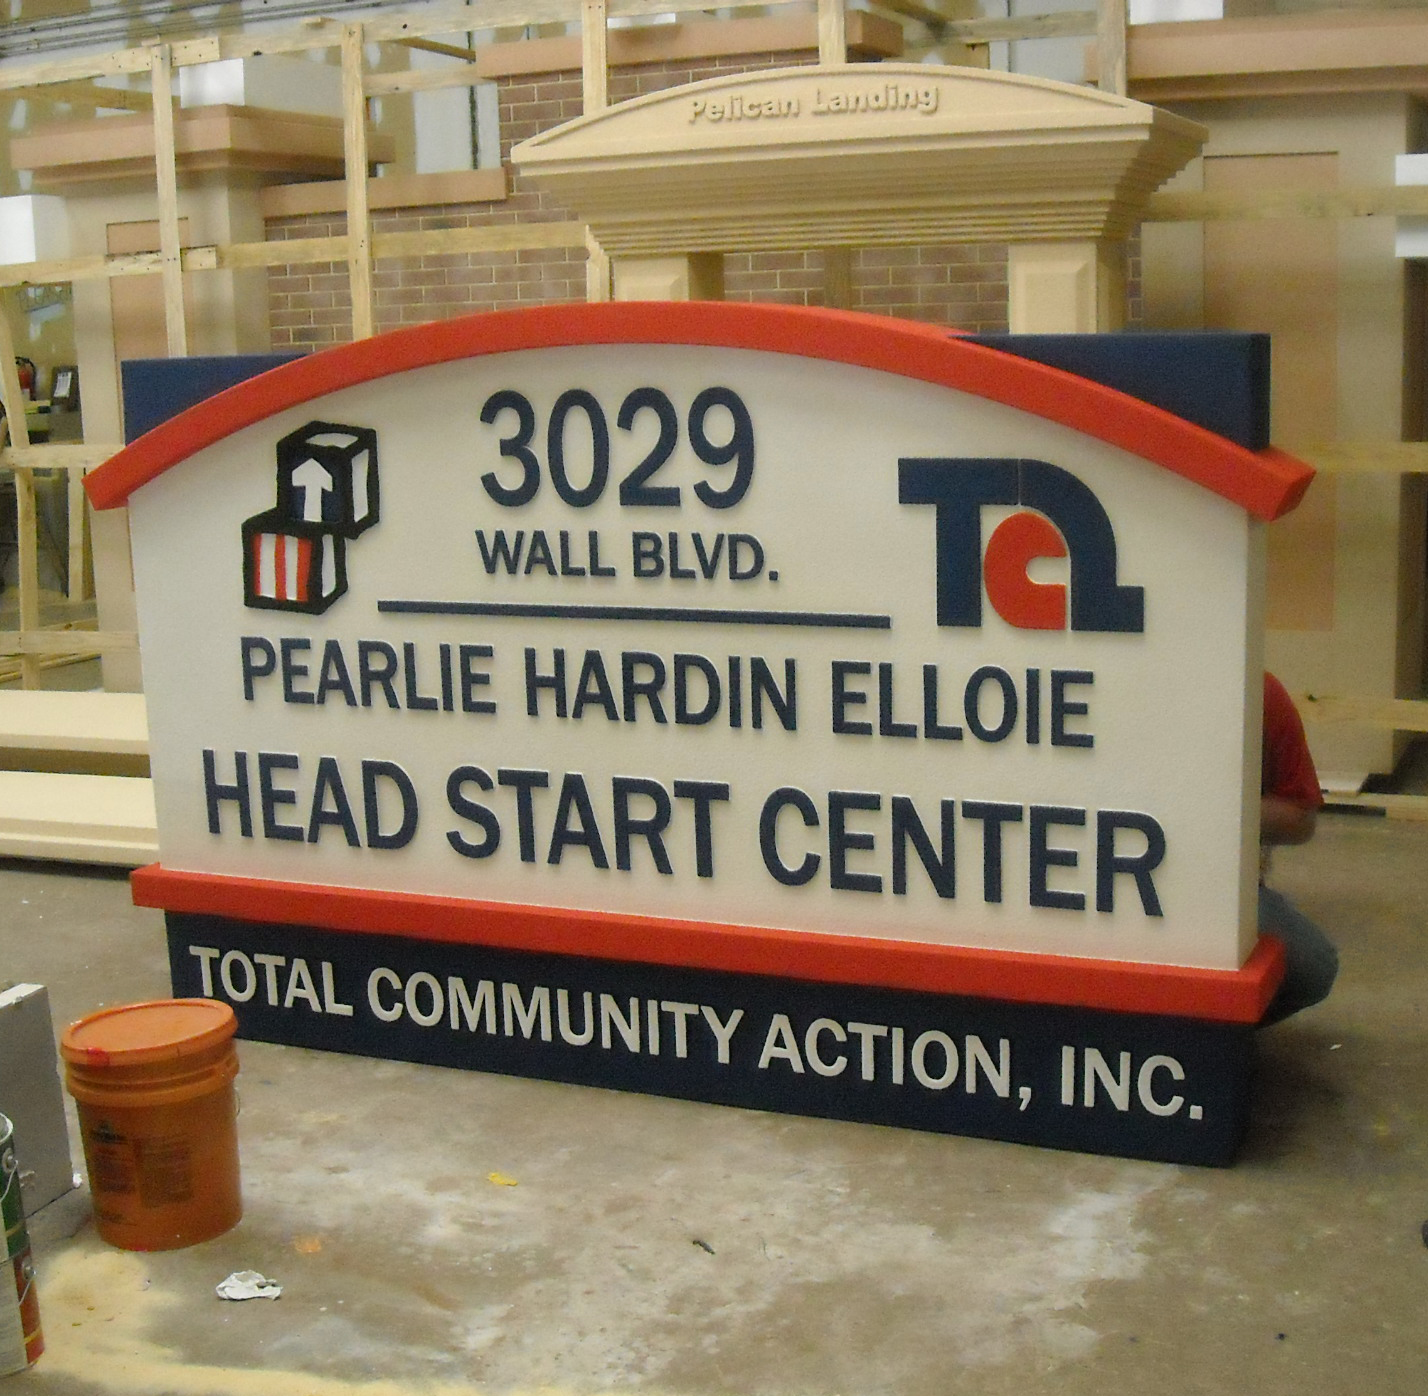 Pelican Landing
3029
WALL BLVD.
TCA
PEARLIE HARDIN ELLOIE
HEAD START CENTER
TOTAL COMMUNITY ACTION, INC.